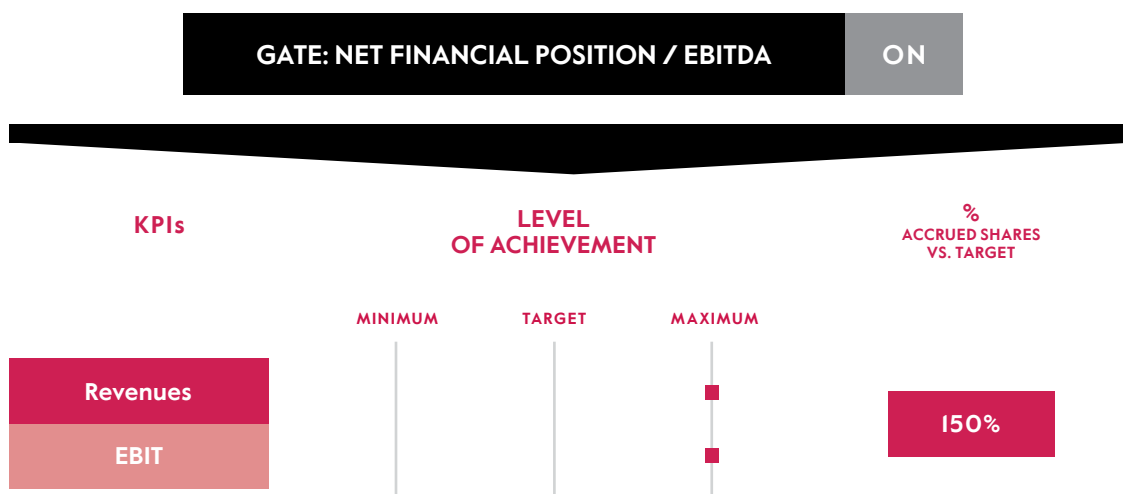 GATE: NET FINANCIAL POSITION / EBITDA ON
KPIs
LEVEL
OF ACHIEVEMENT
%
ACCRUED SHARES
VS. TARGET
MINIMUM TARGET MAXIMUM
Revenues
EBIT
150%